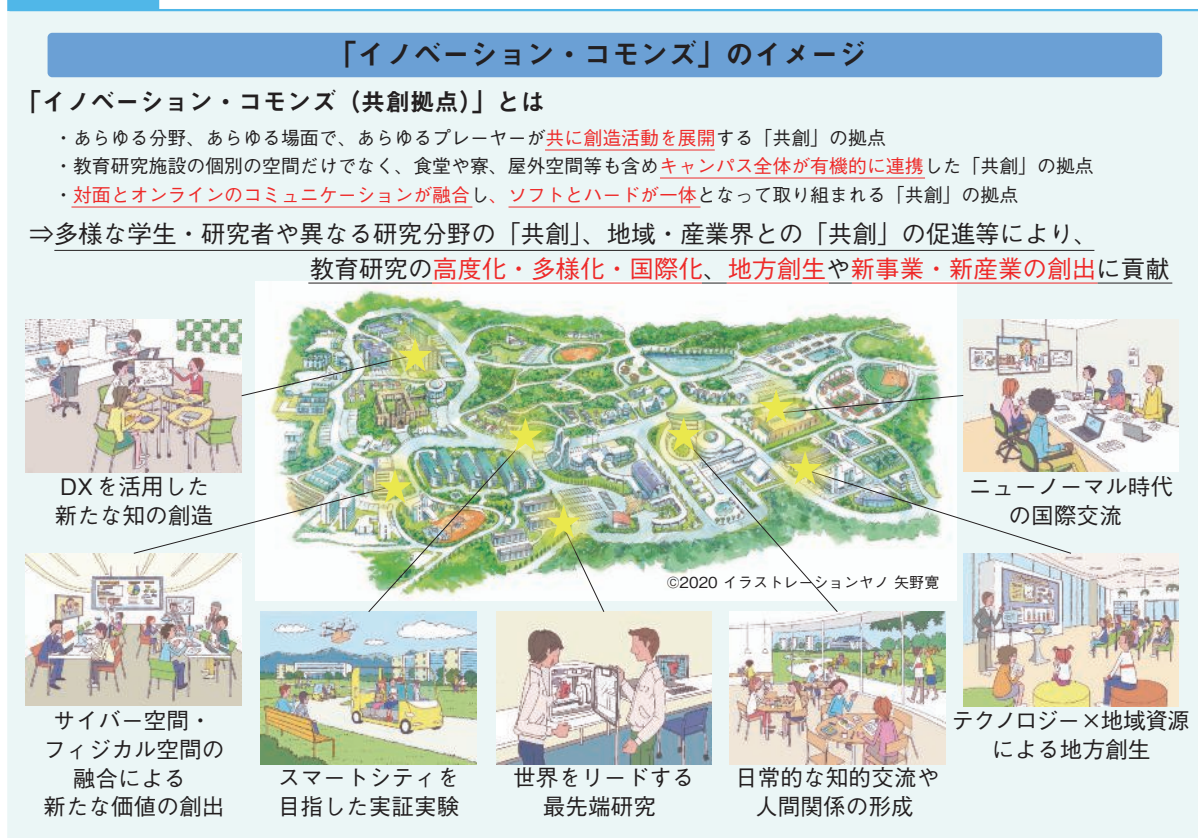 「イノベーション・コモンズ」のイメージ
「イノベーション・コモンズ（共創拠点）」とは
・あらゆる分野、あらゆる場面で、あらゆるプレーヤーが共に創造活動を展開する「共創」の拠点
・教育研究施設の個別の空間だけでなく、食堂や寮、屋外空間等も含めキャンパス全体が有機的に連携した「共創」の拠点
・対面とオンラインのコミュニケーションが融合し、ソフトとハードが一体となって取り組まれる「共創」の拠点
⇒多様な学生・研究者や異なる研究分野の「共創」、地域・産業界との「共創」の促進等により、
教育研究の高度化・多様化・国際化、地方創生や新事業・新産業の創出に貢献
DXを活用した
新たな知の創造
ニューノーマル時代
の国際交流
©2020 イラストレーションヤノ 矢野寛
サイバー空間・
フィジカル空間の
融合による
新たな価値の創出
スマートシティを
目指した実証実験
世界をリードする
最先端研究
日常的な知的交流や
人間関係の形成
テクノロジー×地域資源
による地方創生